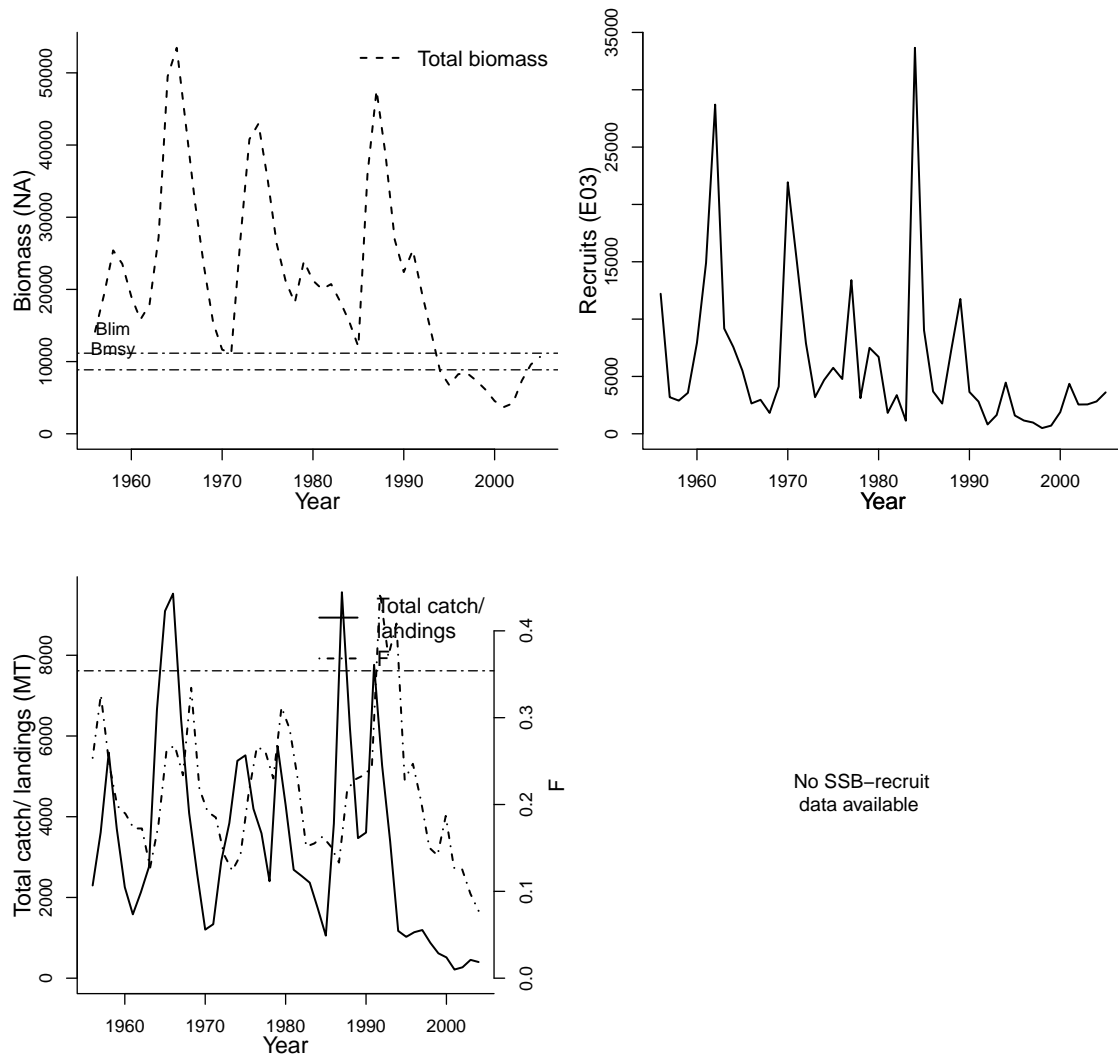 Total biomass
Biomass (NA)
50000
40000
30000
20000
10000
0
Blim
Bmsy
1960 1970 1980 1990 2000
Year
Recruits (E03)
35000
25000
15000
5000
0
1960 1970 1980 1990 2000
Year
Total catch/ landings (MT)
8000
6000
4000
2000
0
Total catch/
landings
F
0.4
0.3
0.2
0.1
0.0
F
1960 1970 1980 1990 2000
Year
No SSB−recruit
data available